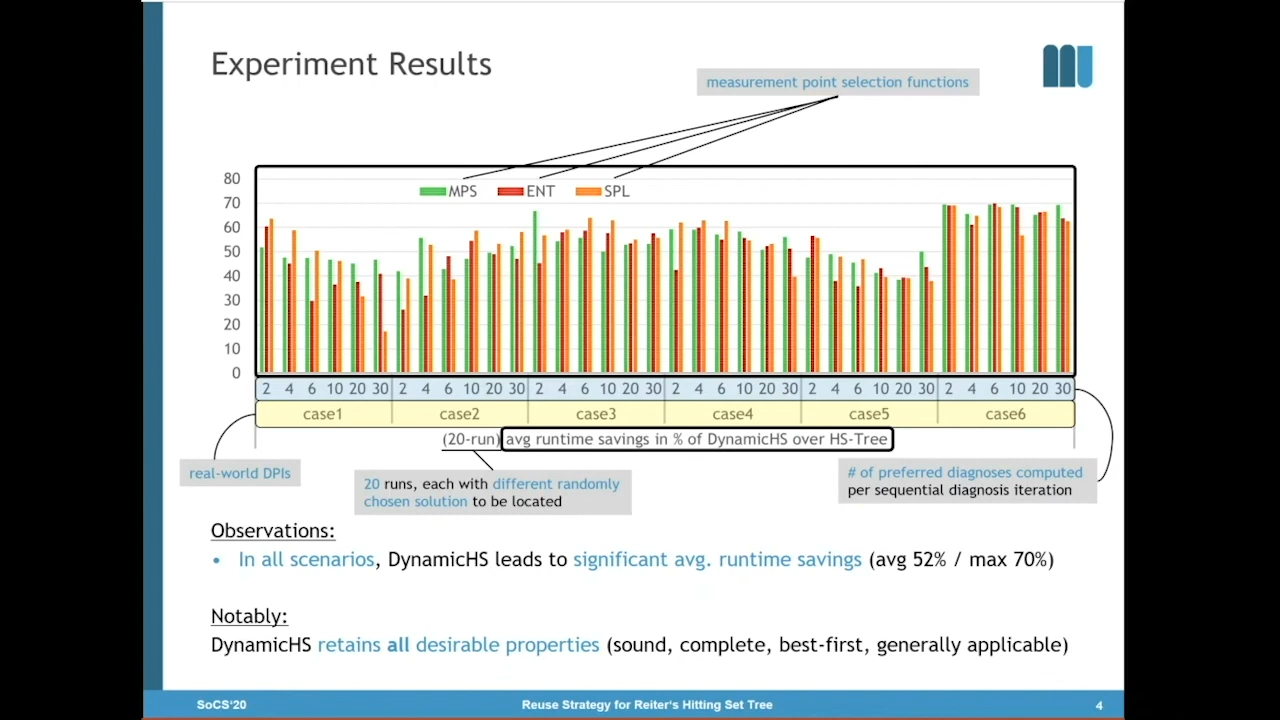 Experiment Results
measurement point selection functions
80
70
60
50
40
30
20
10
0
MPS ENT SPL
2 4 6 10 20 30 2 4 6 10 20 30 2 4 6 10 20 30 2 4 6 10 20 30 2 4 6 10 20 30 2 4 6 10 20 30
case1 case2 case3 case4 case5 case6
(20-run) avg runtime savings in % of DynamicHS over HS-Tree
real-world DPIs
20 runs, each with different randomly
chosen solution to be located
# of preferred diagnoses computed
per sequential diagnosis iteration
Observations:
• In all scenarios, DynamicHS leads to significant avg. runtime savings (avg 52% / max 70%)
Notably:
DynamicHS retains all desirable properties (sound, complete, best-first, generally applicable)
SoCS‘20 Reuse Strategy for Reiter‘s Hitting Set Tree 4